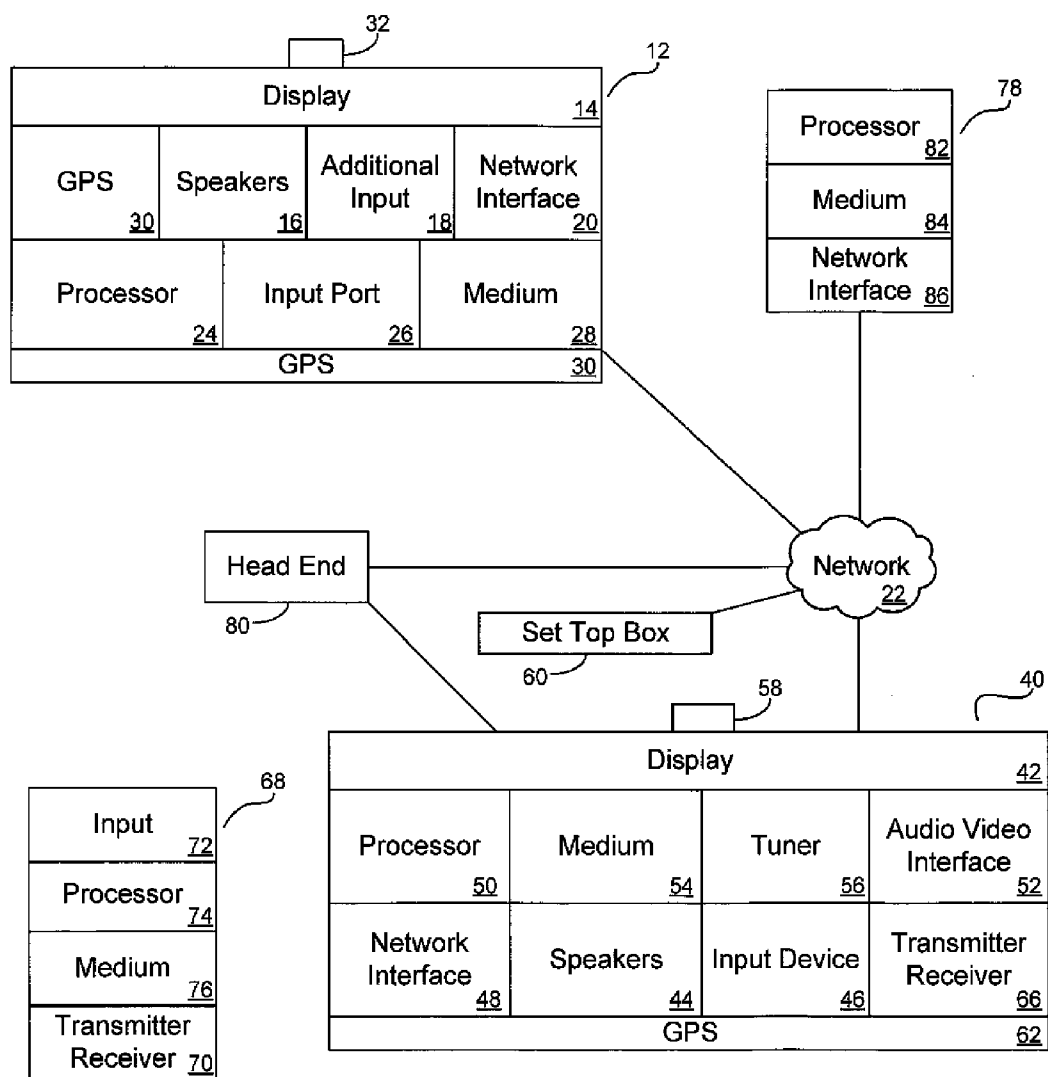 32
12
Display
14
GPS
30
Speakers
16
Additional
Input
18
Network
Interface
20
Processor
24
Input Port
26
Medium
28
GPS
30
78
Processor
82
Medium
84
Network
Interface
86
Head End
80
Network
22
Set Top Box
60
58
40
Display
42
Processor
50
Medium
54
Tuner
56
Audio Video
Interface
52
Network
Interface
48
Speakers
44
Input Device
46
Transmitter
Receiver
66
GPS
62
68
Input
72
Processor
74
Medium
76
Transmitter
Receiver
70